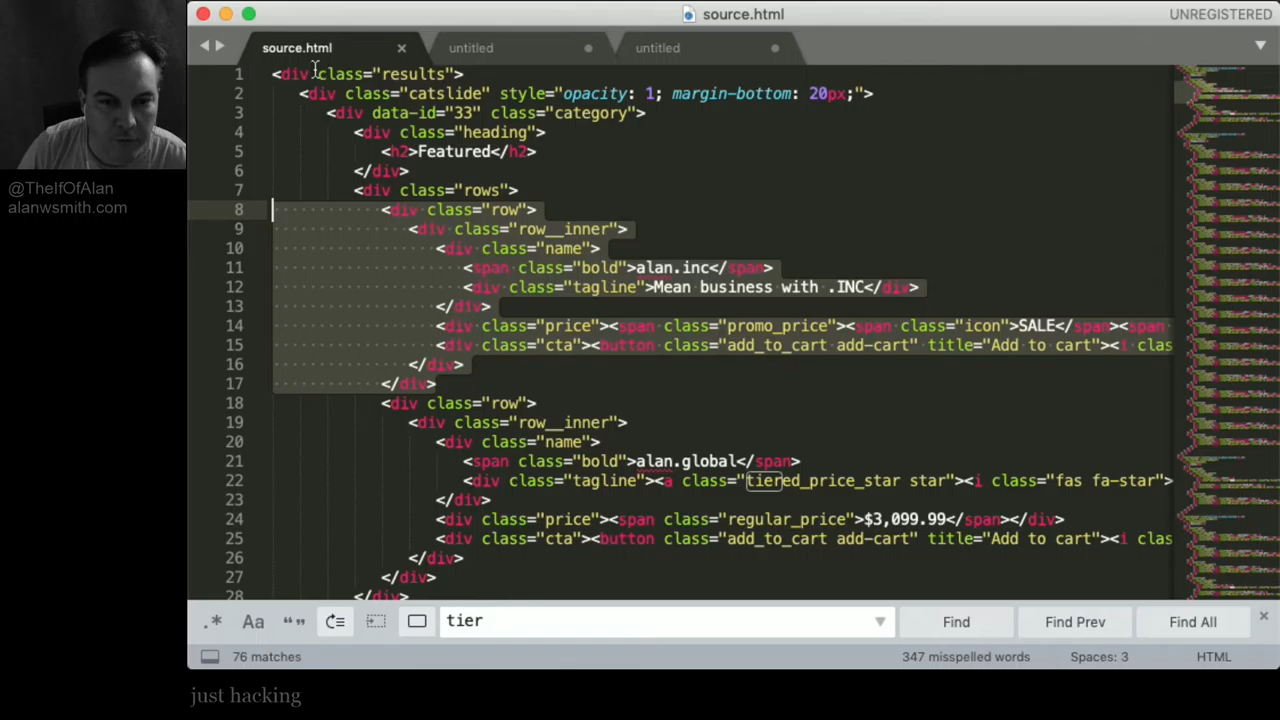 source.html
UNREGISTERED
source.html
untitled
untitled
@TheIfOfAlan
alanwsmith.com
1 <div class="results">
2 <div class="catslide" style="opacity: 1; margin-bottom: 20px;">
3 <div data-id="33" class="category">
4 <div class="heading">
5 <h2>Featured</h2>
6 </div>
7 <div class="rows">
8 <div class="row">
9 <div class="row__inner">
10 <div class="name">
11 <span class="bold">alan.inc</span>
12 <div class="tagline">Mean business with .INC</div>
13 </div>
14 <div class="price"><span class="promo_price"><span class="icon">SALE</span><span
15 <div class="cta"><button class="add_to_cart add-cart" title="Add to cart"><i clas
16 </div>
17 </div>
18 <div class="row">
19 <div class="row__inner">
20 <div class="name">
21 <span class="bold">alan.global</span>
22 <div class="tagline"><a class="tiered_price_star star"><i class="fas fa-star">
23 </div>
24 <div class="price"><span class="regular_price">$3,099.99</span></div>
25 <div class="cta"><button class="add_to_cart add-cart" title="Add to cart"><i clas
26 </div>
27 </div>
28 </div>
.* Aa “” tier Find Find Prev Find All
76 matches
347 misspelled words
Spaces: 3
HTML
just hacking